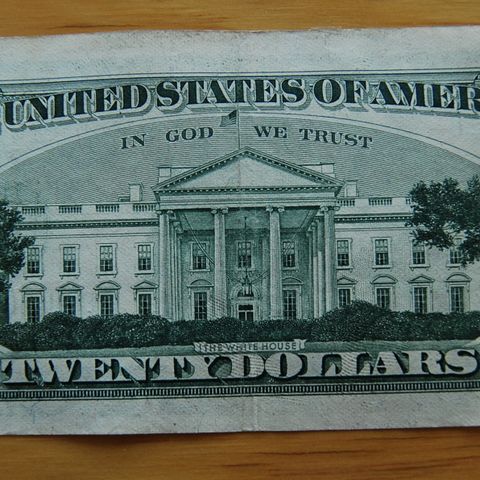 UNITED STATES OF AMER
IN GOD WE TRUST
THE WHITE HOUSE
TWENTY DOLLARS